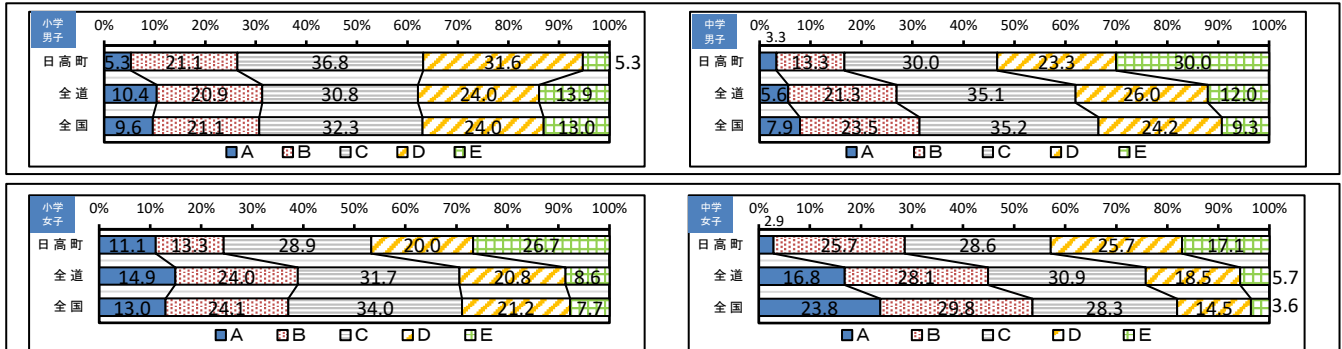 小学
男子
0% 10% 20% 30% 40% 50% 60% 70% 80% 90% 100%
日高町 5.3 21.1 36.8 31.6 5.3
全道 10.4 20.9 30.8 24.0 13.9
全国 9.6 21.1 32.3 24.0 13.0
A B C D E
中学
男子
0% 10% 20% 30% 40% 50% 60% 70% 80% 90% 100%
日高町 3.3 13.3 30.0 23.3 30.0
全道 5.6 21.3 35.1 26.0 12.0
全国 7.9 23.5 35.2 24.2 9.3
A B C D E
小学
女子
0% 10% 20% 30% 40% 50% 60% 70% 80% 90% 100%
日高町 11.1 13.3 28.9 20.0 26.7
全道 14.9 24.0 31.7 20.8 8.6
全国 13.0 24.1 34.0 21.2 7.7
A B C D E
中学
女子
0% 10% 20% 30% 40% 50% 60% 70% 80% 90% 100%
日高町 2.9 25.7 28.6 25.7 17.1
全道 16.8 28.1 30.9 18.5 5.7
全国 23.8 29.8 28.3 14.5 3.6
A B C D E